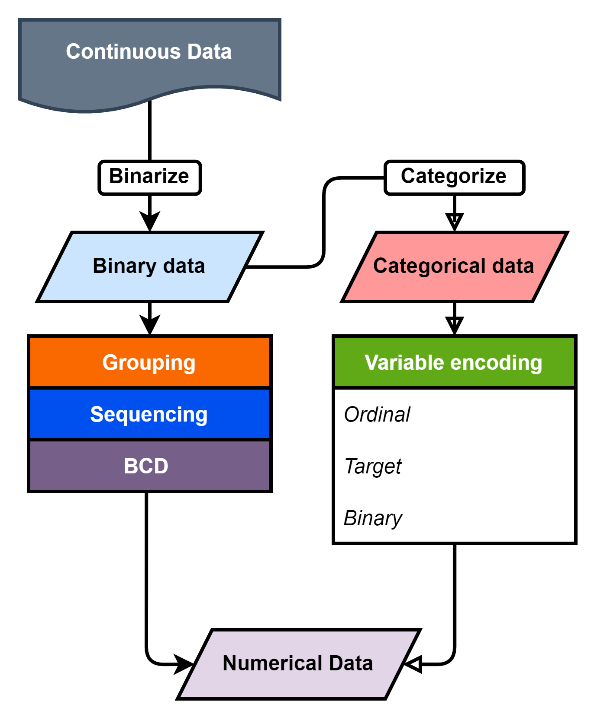 Continuous Data
Binarize
Categorize
Binary data
Categorical data
Grouping
Sequencing
BCD
Variable encoding
Ordinal
Target
Binary
Numerical Data